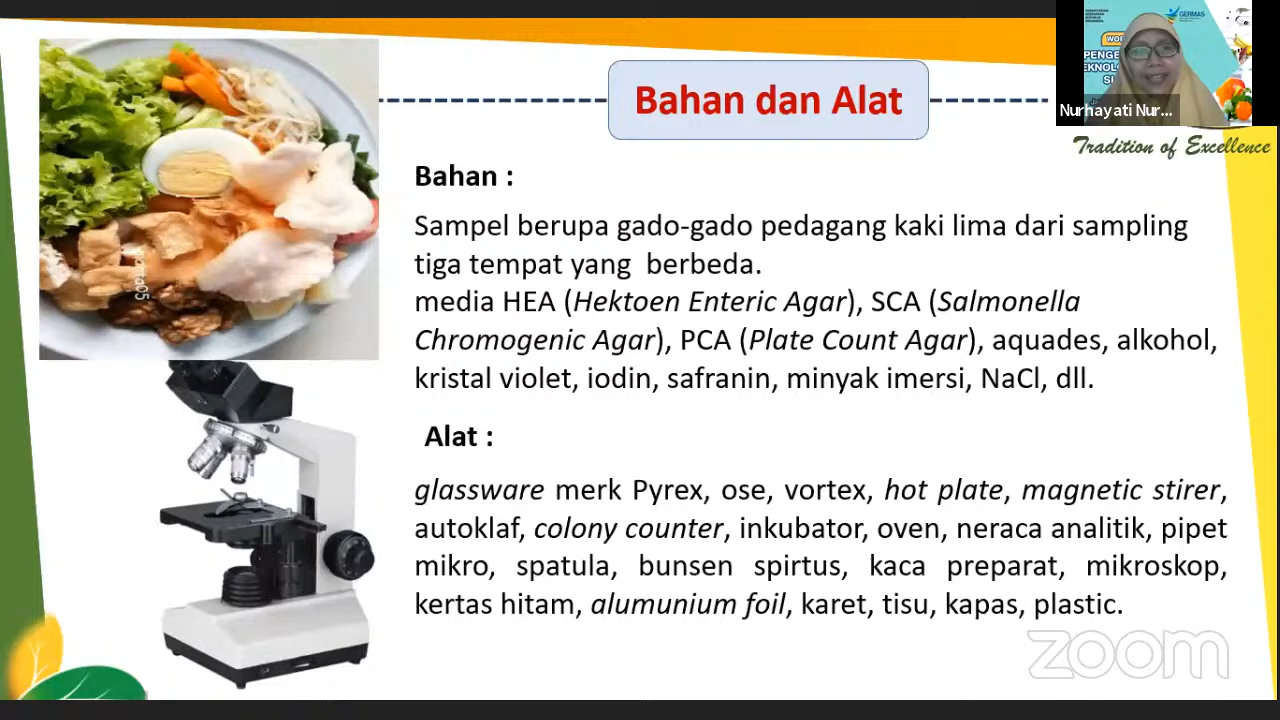 Bahan dan Alat
GERMAS
Nurhayati Nur...
Tradition of Excellence
Bahan :
Sampel berupa gado-gado pedagang kaki lima dari sampling
tiga tempat yang berbeda.
media HEA (Hektoen Enteric Agar), SCA (Salmonella
Chromogenic Agar), PCA (Plate Count Agar), aquades, alkohol,
kristal violet, iodin, safranin, minyak imersi, NaCl, dll.
Alat :
glassware merk Pyrex, ose, vortex, hot plate, magnetic stirer,
autoklaf, colony counter, inkubator, oven, neraca analitik, pipet
mikro, spatula, bunsen spirtus, kaca preparat, mikroskop,
kertas hitam, alumunium foil, karet, tisu, kapas, plastic.
zoom